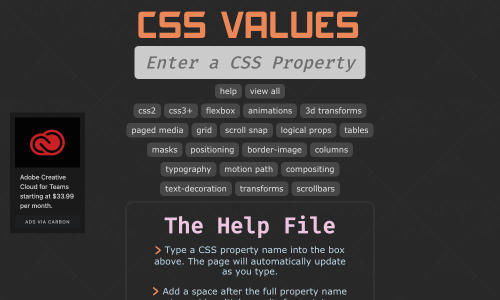 CSS VALUES
Enter a CSS Property
help view all
css2 css3+ flexbox animations 3d transforms
paged media grid scroll snap logical props tables
masks positioning border-image columns
typography motion path compositing
text-decoration transforms scrollbars
Adobe Creative
Cloud for Teams
starting at $33.99
per month.
ADS VIA CARBON
The Help File
Type a CSS property name into the box
above. The page will automatically update
as you type.
Add a space after the full property name